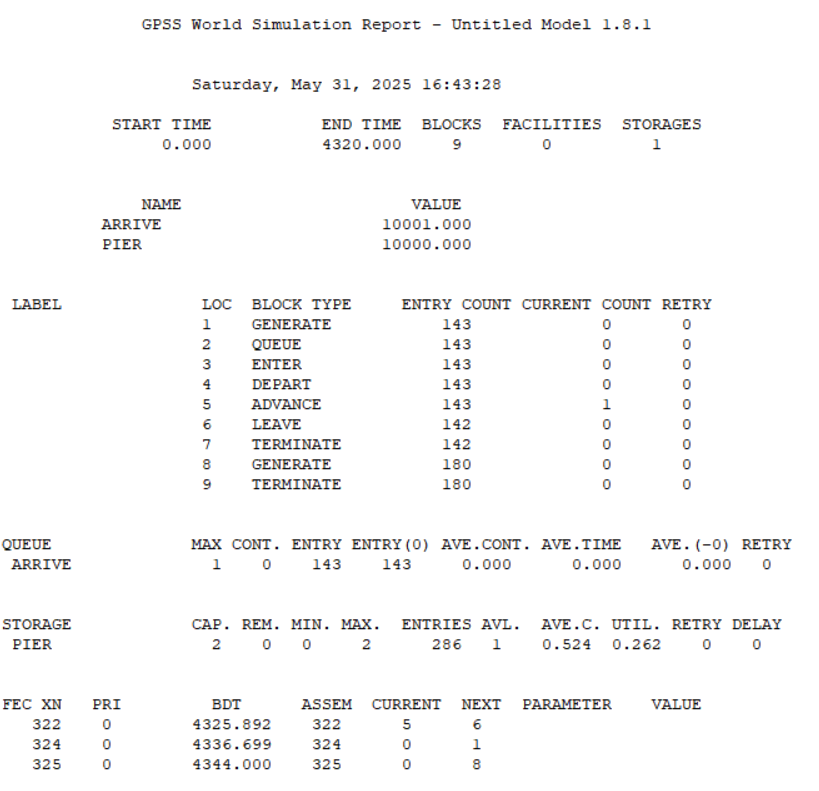 GPSS World Simulation Report - Untitled Model 1.8.1
Saturday, May 31, 2025 16:43:28
START TIME END TIME BLOCKS FACILITIES STORAGES
0.000 4320.000 9 0 1
NAME VALUE
ARRIVE 10001.000
PIER 10000.000
LABEL LOC BLOCK TYPE ENTRY COUNT CURRENT COUNT RETRY
1 GENERATE 143 0 0
2 QUEUE 143 0 0
3 ENTER 143 0 0
4 DEPART 143 0 0
5 ADVANCE 143 1 0
6 LEAVE 142 0 0
7 TERMINATE 142 0 0
8 GENERATE 180 0 0
9 TERMINATE 180 0 0
QUEUE MAX CONT. ENTRY ENTRY(0) AVE.CONT. AVE.TIME AVE.(-0) RETRY
ARRIVE 1 0 143 143 0.000 0.000 0.000 0
STORAGE CAP. REM. MIN. MAX. ENTRIES AVL. AVE.C. UTIL. RETRY DELAY
PIER 2 0 0 2 286 1 0.524 0.262 0 0
FEC XN PRI BDT ASSEM CURRENT NEXT PARAMETER VALUE
322 0 4325.892 322 5 6
324 0 4336.699 324 0 1
325 0 4344.000 325 0 8